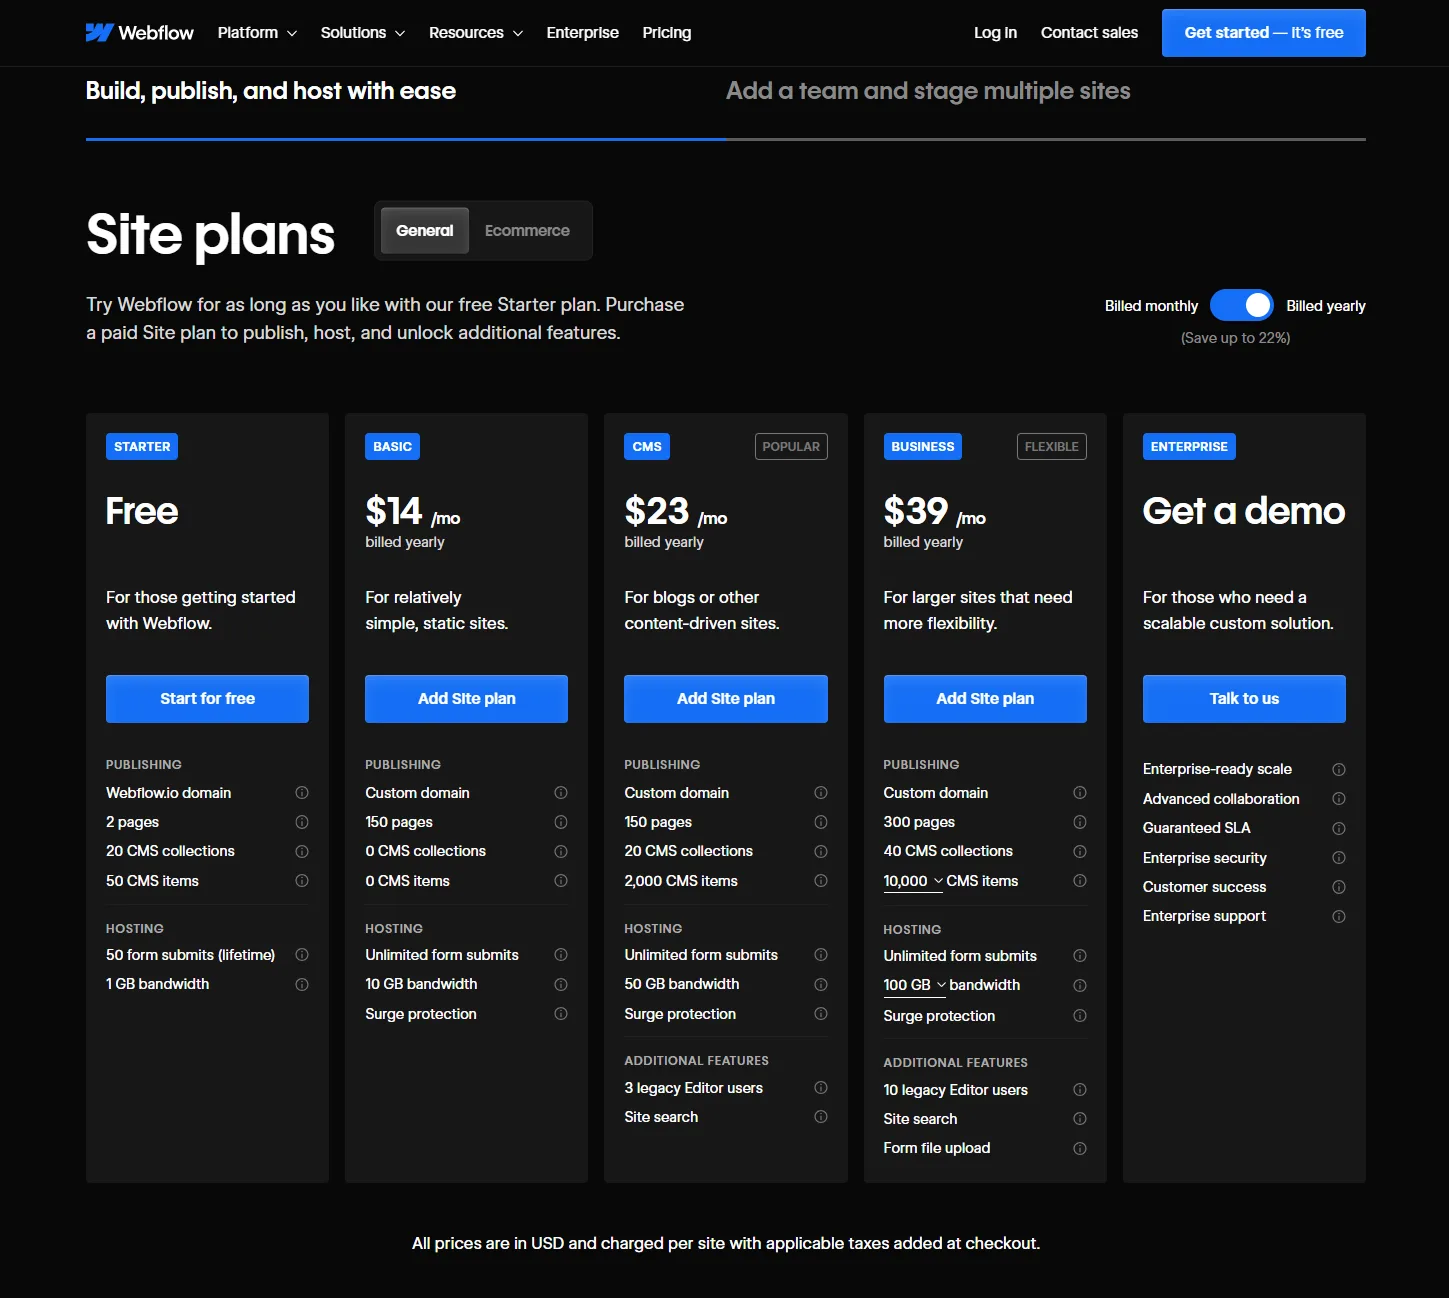 Webflow Platform Solutions Resources Enterprise Pricing Log in Contact sales Get started — it's free
Build, publish, and host with ease
Add a team and stage multiple sites
Site plans
General Ecommerce
Try Webflow for as long as you like with our free Starter plan. Purchase
a paid Site plan to publish, host, and unlock additional features.
Billed monthly Billed yearly
(Save up to 22%)
STARTER
Free
For those getting started
with Webflow.
Start for free
PUBLISHING
Webflow.io domain
2 pages
20 CMS collections
50 CMS items
HOSTING
50 form submits (lifetime)
1 GB bandwidth
BASIC
$14 /mo
billed yearly
For relatively
simple, static sites.
Add Site plan
PUBLISHING
Custom domain
150 pages
0 CMS collections
0 CMS items
HOSTING
Unlimited form submits
10 GB bandwidth
Surge protection
CMS POPULAR
$23 /mo
billed yearly
For blogs or other
content-driven sites.
Add Site plan
PUBLISHING
Custom domain
150 pages
20 CMS collections
2,000 CMS items
HOSTING
Unlimited form submits
50 GB bandwidth
Surge protection
ADDITIONAL FEATURES
3 legacy Editor users
Site search
BUSINESS FLEXIBLE
$39 /mo
billed yearly
For larger sites that need
more flexibility.
Add Site plan
PUBLISHING
Custom domain
300 pages
40 CMS collections
10,000 CMS items
HOSTING
Unlimited form submits
100 GB bandwidth
Surge protection
ADDITIONAL FEATURES
10 legacy Editor users
Site search
Form file upload
ENTERPRISE
Get a demo
For those who need a
scalable custom solution.
Talk to us
Enterprise-ready scale
Advanced collaboration
Guaranteed SLA
Enterprise security
Customer success
Enterprise support
All prices are in USD and charged per site with applicable taxes added at checkout.